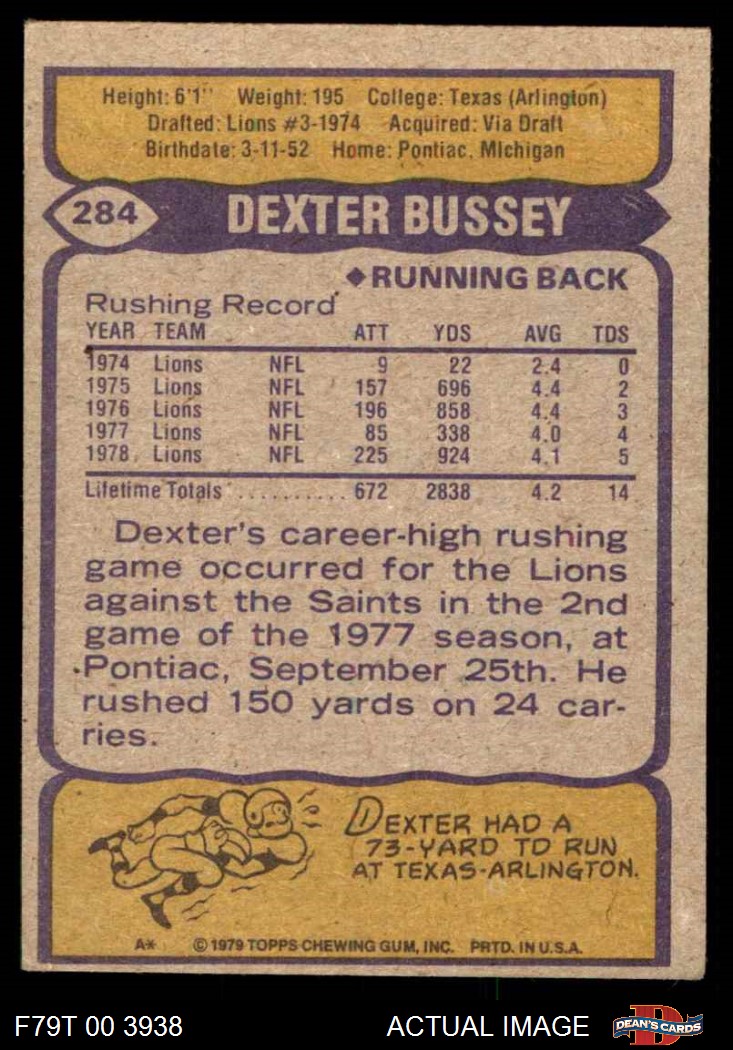 Height: 6'1" Weight: 195 College: Texas (Arlington)
Drafted: Lions #3-1974 Acquired: Via Draft
Birthdate: 3-11-52 Home: Pontiac, Michigan
284 DEXTER BUSSEY
◆RUNNING BACK
Rushing Record
YEAR TEAM ATT YDS AVG TDS
1974 Lions NFL 9 22 2.4 0
1975 Lions NFL 157 696 4.4 2
1976 Lions NFL 196 858 4.4 3
1977 Lions NFL 85 338 4.0 4
1978 Lions NFL 225 924 4.1 5
Lifetime Totals .......... 672 2838 4.2 14
Dexter's career-high rushing
game occurred for the Lions
against the Saints in the 2nd
game of the 1977 season, at
Pontiac, September 25th. He
rushed 150 yards on 24 car-
ries.
DEXTER HAD A
73-YARD TD RUN
AT TEXAS-ARLINGTON.
A* © 1979 TOPPS CHEWING GUM, INC. PRTD. IN U.S.A.
F79T 00 3938 ACTUAL IMAGE D DEAN'S CARDS